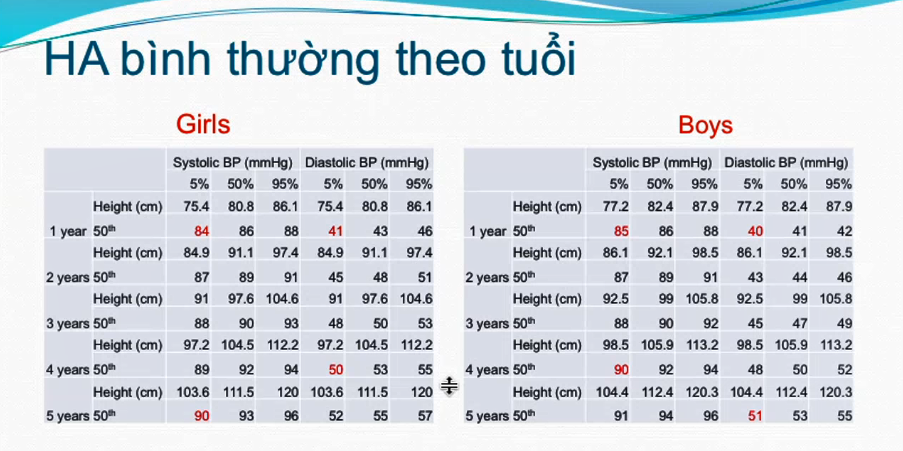 HA bình thường theo tuổi
Girls
Systolic BP (mmHg) Diastolic BP (mmHg)
5% 50% 95% 5% 50% 95%
Height (cm) 75.4 80.8 86.1 75.4 80.8 86.1
1 year 50th 84 86 88 41 43 46
Height (cm) 84.9 91.1 97.4 84.9 91.1 97.4
2 years 50th 87 89 91 45 48 51
Height (cm) 91 97.6 104.6 91 97.6 104.6
3 years 50th 88 90 93 48 50 53
Height (cm) 97.2 104.5 112.2 97.2 104.5 112.2
4 years 50th 89 92 94 50 53 55
Height (cm) 103.6 111.5 120 103.6 111.5 120
5 years 50th 90 93 96 52 55 57
Boys
Systolic BP (mmHg) Diastolic BP (mmHg)
5% 50% 95% 5% 50% 95%
Height (cm) 77.2 82.4 87.9 77.2 82.4 87.9
1 year 50th 85 86 88 40 41 42
Height (cm) 86.1 92.1 98.5 86.1 92.1 98.5
2 years 50th 87 89 91 43 44 46
Height (cm) 92.5 99 105.8 92.5 99 105.8
3 years 50th 88 90 92 45 47 49
Height (cm) 98.5 105.9 113.2 98.5 105.9 113.2
4 years 50th 90 92 94 48 50 52
Height (cm) 104.4 112.4 120.3 104.4 112.4 120.3
5 years 50th 91 94 96 51 53 55